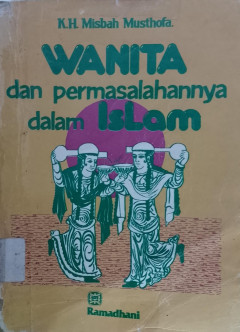 K.H. Misbah Musthofa.
WANITA
dan permasalahannya
dalam IsLam
Ramadhani